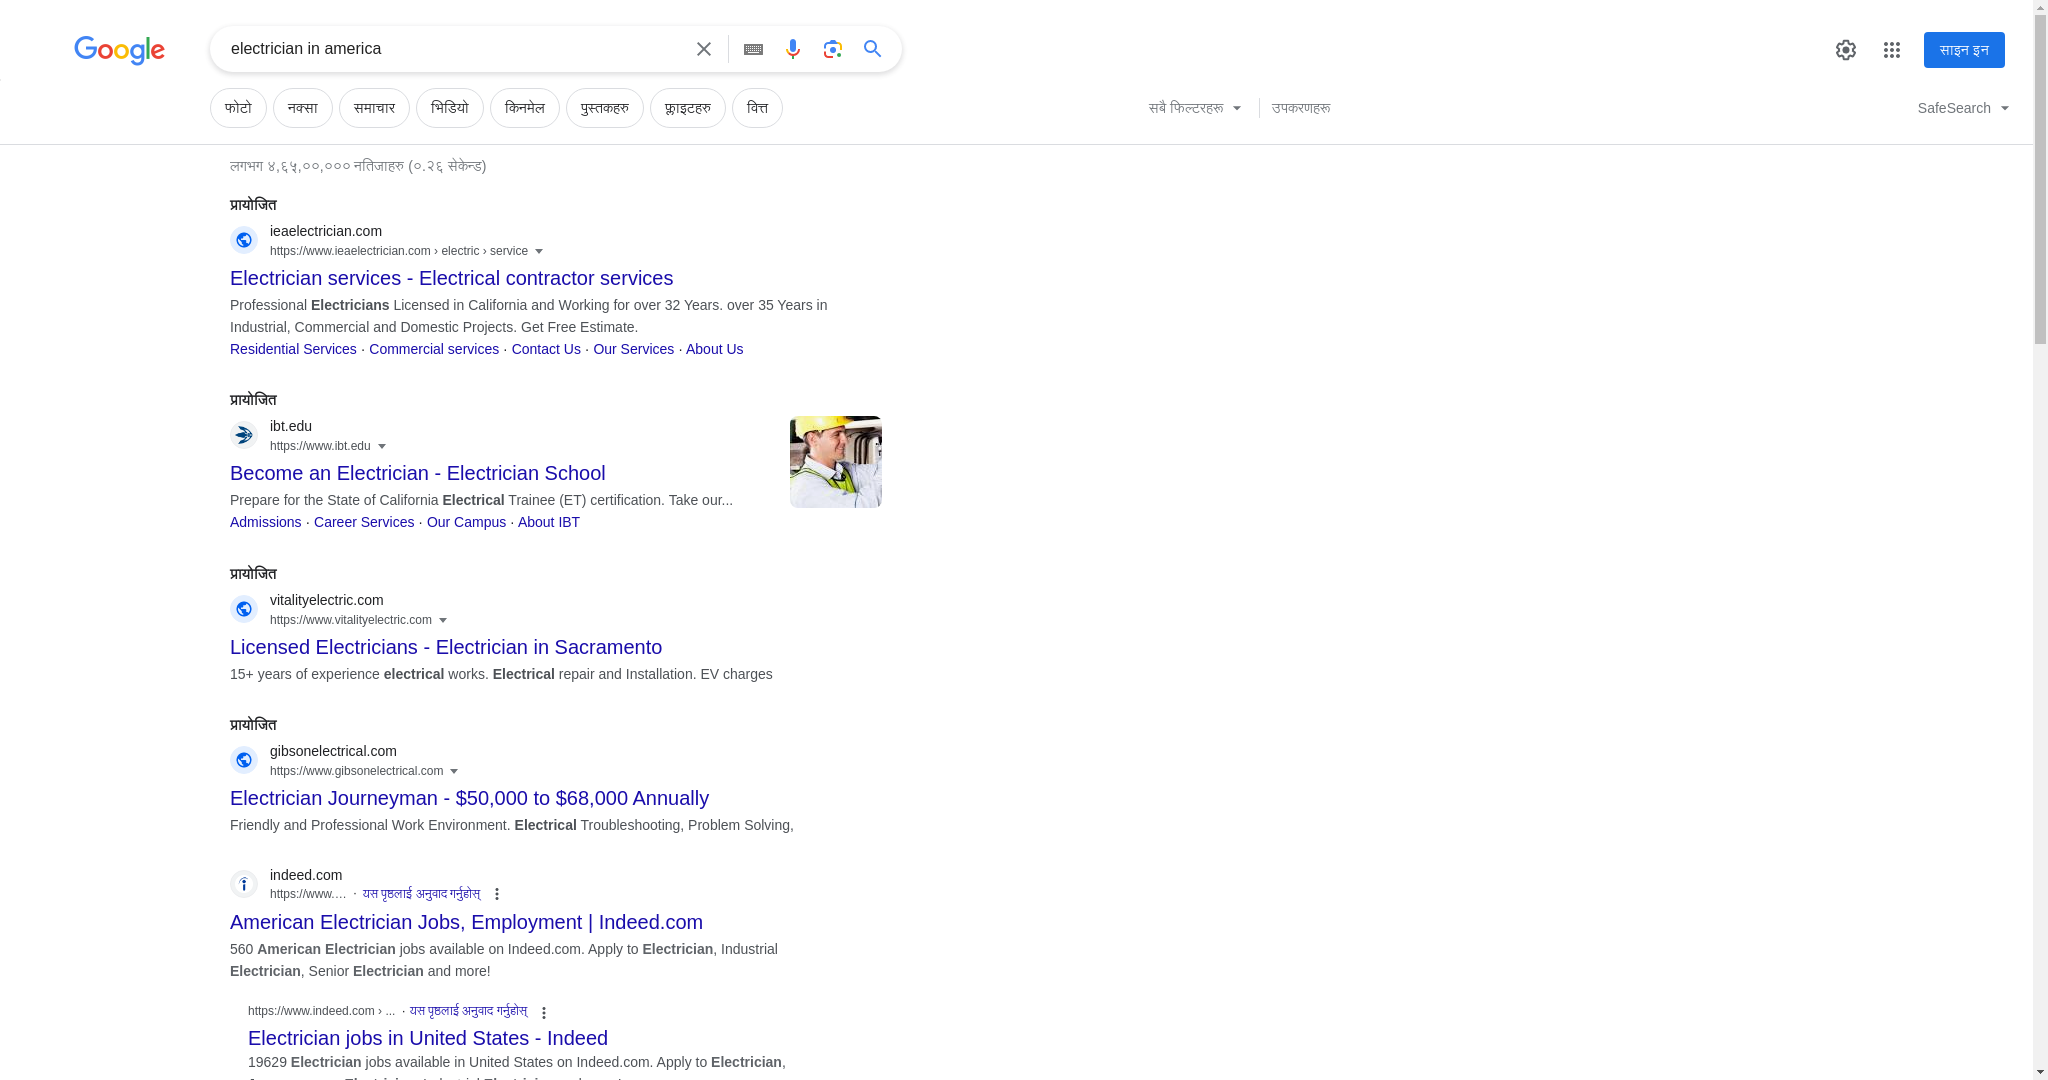 Google
electrician in america
साइन इन
फोटो
नक्सा
समाचार
भिडियो
किनमेल
पुस्तकहरु
फ्लाइटहरु
वित्त
सबै फिल्टरहरू
उपकरणहरू
SafeSearch
लगभग ४,६५,००,००० नतिजाहरु (०.२६ सेकेन्ड)
प्रायोजित
ieaelectrician.com
https://www.ieaelectrician.com › electric › service
Electrician services - Electrical contractor services
Professional Electricians Licensed in California and Working for over 32 Years. over 35 Years in
Industrial, Commercial and Domestic Projects. Get Free Estimate.
Residential Services · Commercial services · Contact Us · Our Services · About Us
प्रायोजित
ibt.edu
https://www.ibt.edu
Become an Electrician - Electrician School
Prepare for the State of California Electrical Trainee (ET) certification. Take our...
Admissions · Career Services · Our Campus · About IBT
प्रायोजित
vitalityelectric.com
https://www.vitalityelectric.com
Licensed Electricians - Electrician in Sacramento
15+ years of experience electrical works. Electrical repair and Installation. EV charges
प्रायोजित
gibsonelectrical.com
https://www.gibsonelectrical.com
Electrician Journeyman - $50,000 to $68,000 Annually
Friendly and Professional Work Environment. Electrical Troubleshooting, Problem Solving,
indeed.com
https://www.… · यस पृष्ठलाई अनुवाद गर्नुहोस्
American Electrician Jobs, Employment | Indeed.com
560 American Electrician jobs available on Indeed.com. Apply to Electrician, Industrial
Electrician, Senior Electrician and more!
https://www.indeed.com › ... · यस पृष्ठलाई अनुवाद गर्नुहोस्
Electrician jobs in United States - Indeed
19629 Electrician jobs available in United States on Indeed.com. Apply to Electrician,